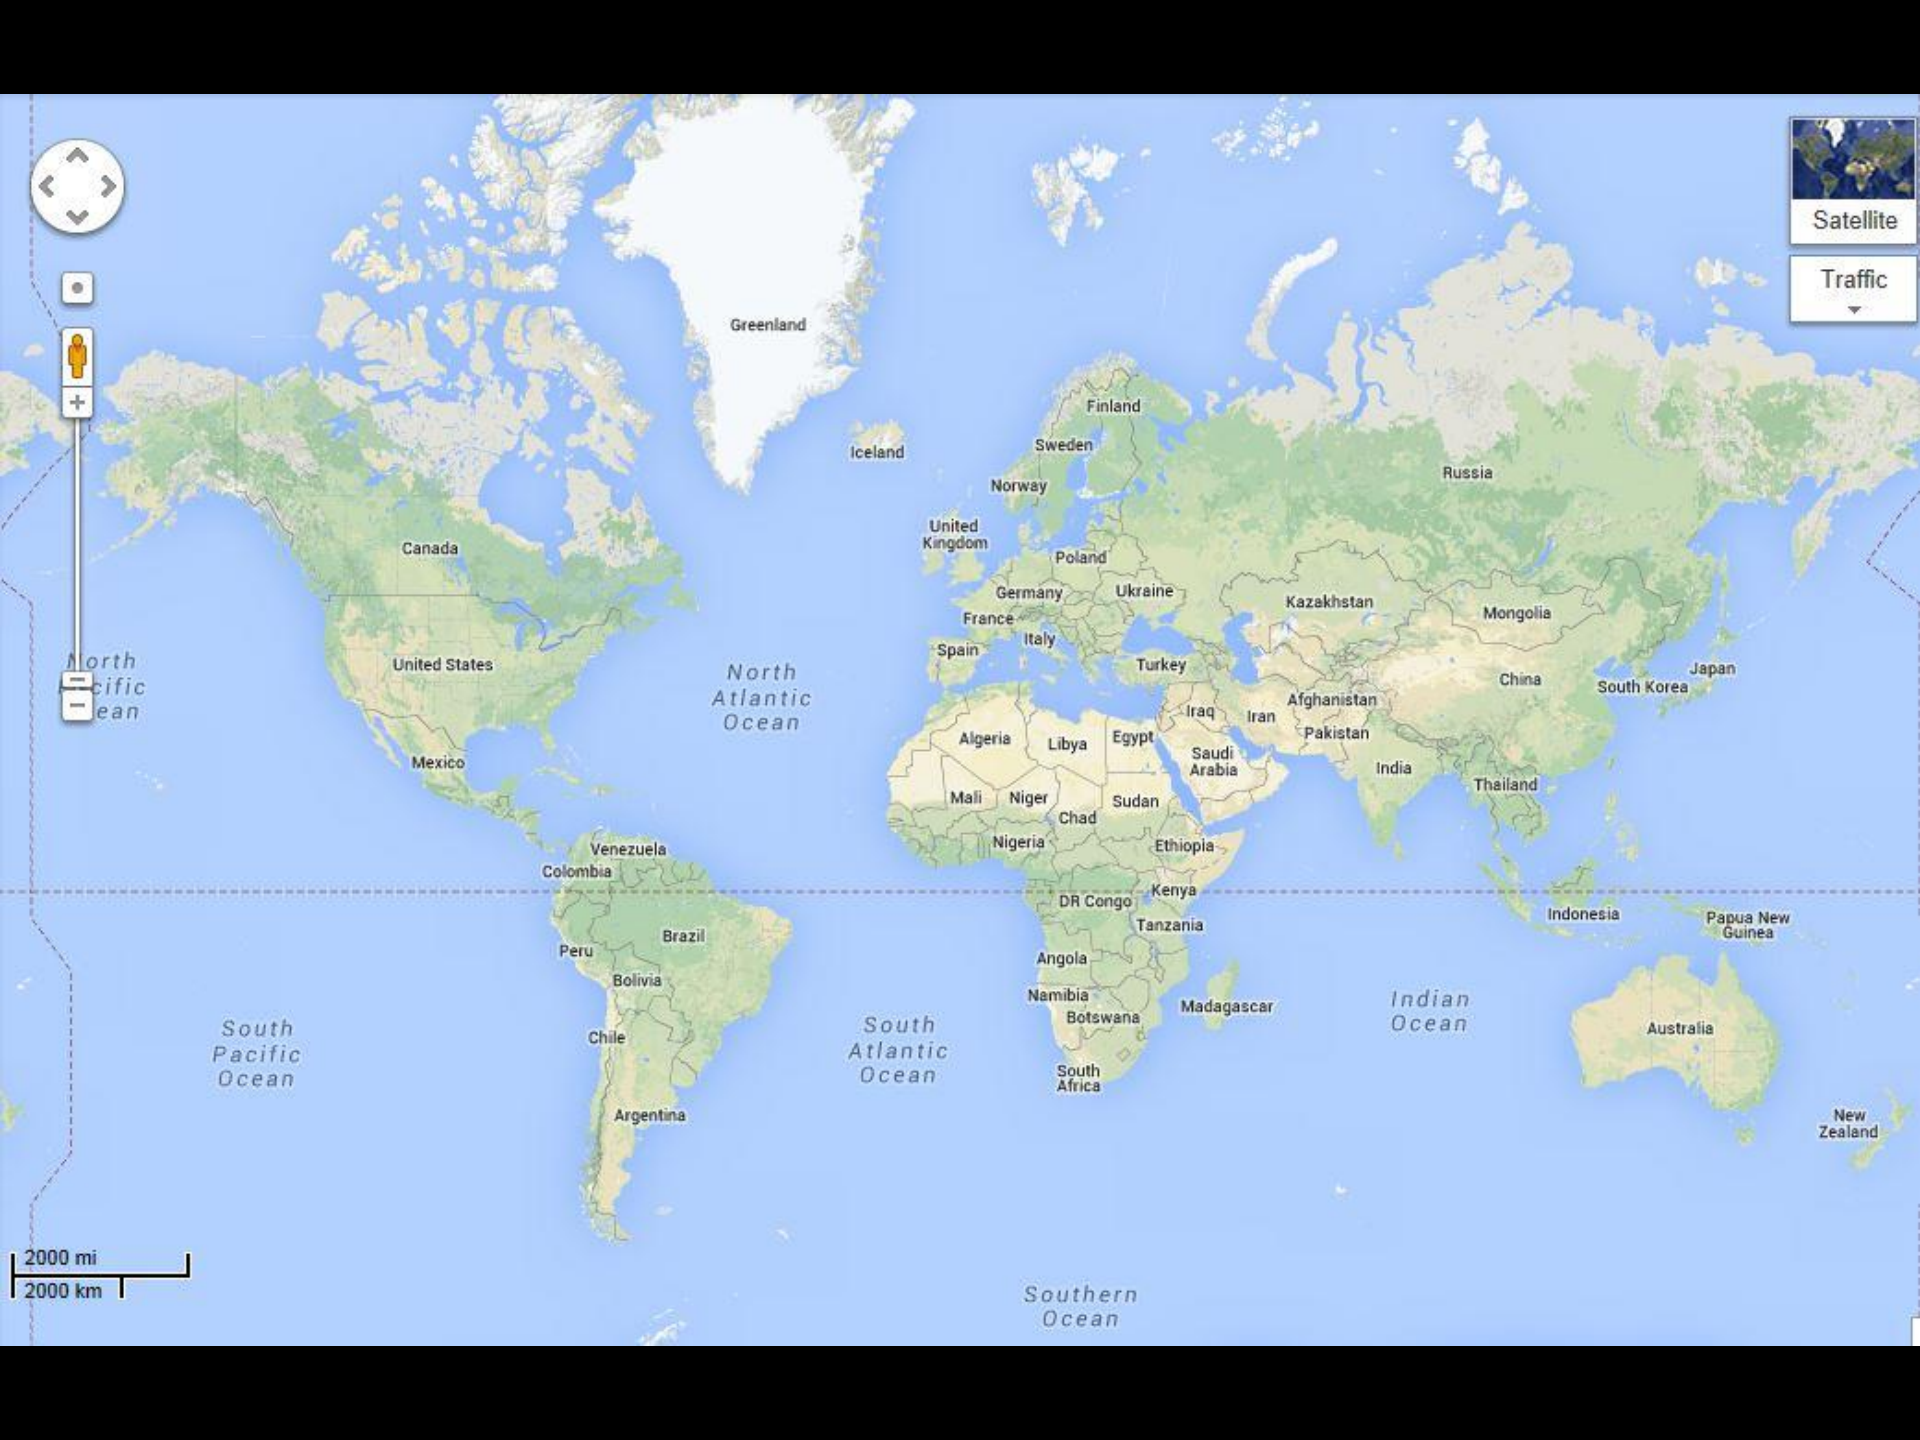 Satellite
Traffic
Greenland
Finland
Iceland
Sweden
Russia
Norway
United
Kingdom
Canada
Poland
Germany
Ukraine
Kazakhstan
Mongolia
France
Italy
Spain
United States
Turkey
North
Atlantic
Ocean
China
Japan
South Korea
Afghanistan
Iraq
Iran
Pakistan
Algeria
Libya
Egypt
Saudi
Arabia
India
Mexico
Thailand
Mali
Niger
Chad
Sudan
Nigeria
Ethiopia
Venezuela
Colombia
Kenya
DR Congo
Tanzania
Indonesia
Papua New
Guinea
Brazil
Peru
Angola
Bolivia
Namibia
Botswana
Madagascar
Indian
Ocean
Australia
South
Pacific
Ocean
Chile
South
Atlantic
Ocean
South
Africa
Argentina
New
Zealand
2000 mi
2000 km
Southern
Ocean